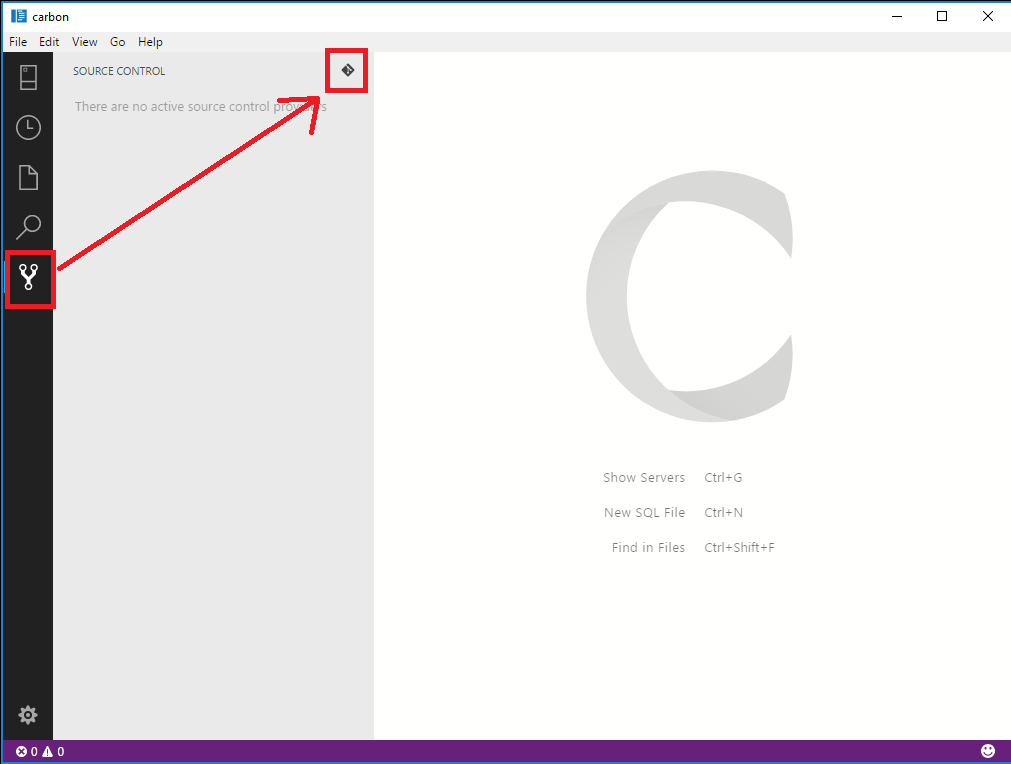 carbon
File Edit View Go Help
SOURCE CONTROL
There are no active source control providers
Show Servers Ctrl+G
New SQL File Ctrl+N
Find in Files Ctrl+Shift+F
0 0